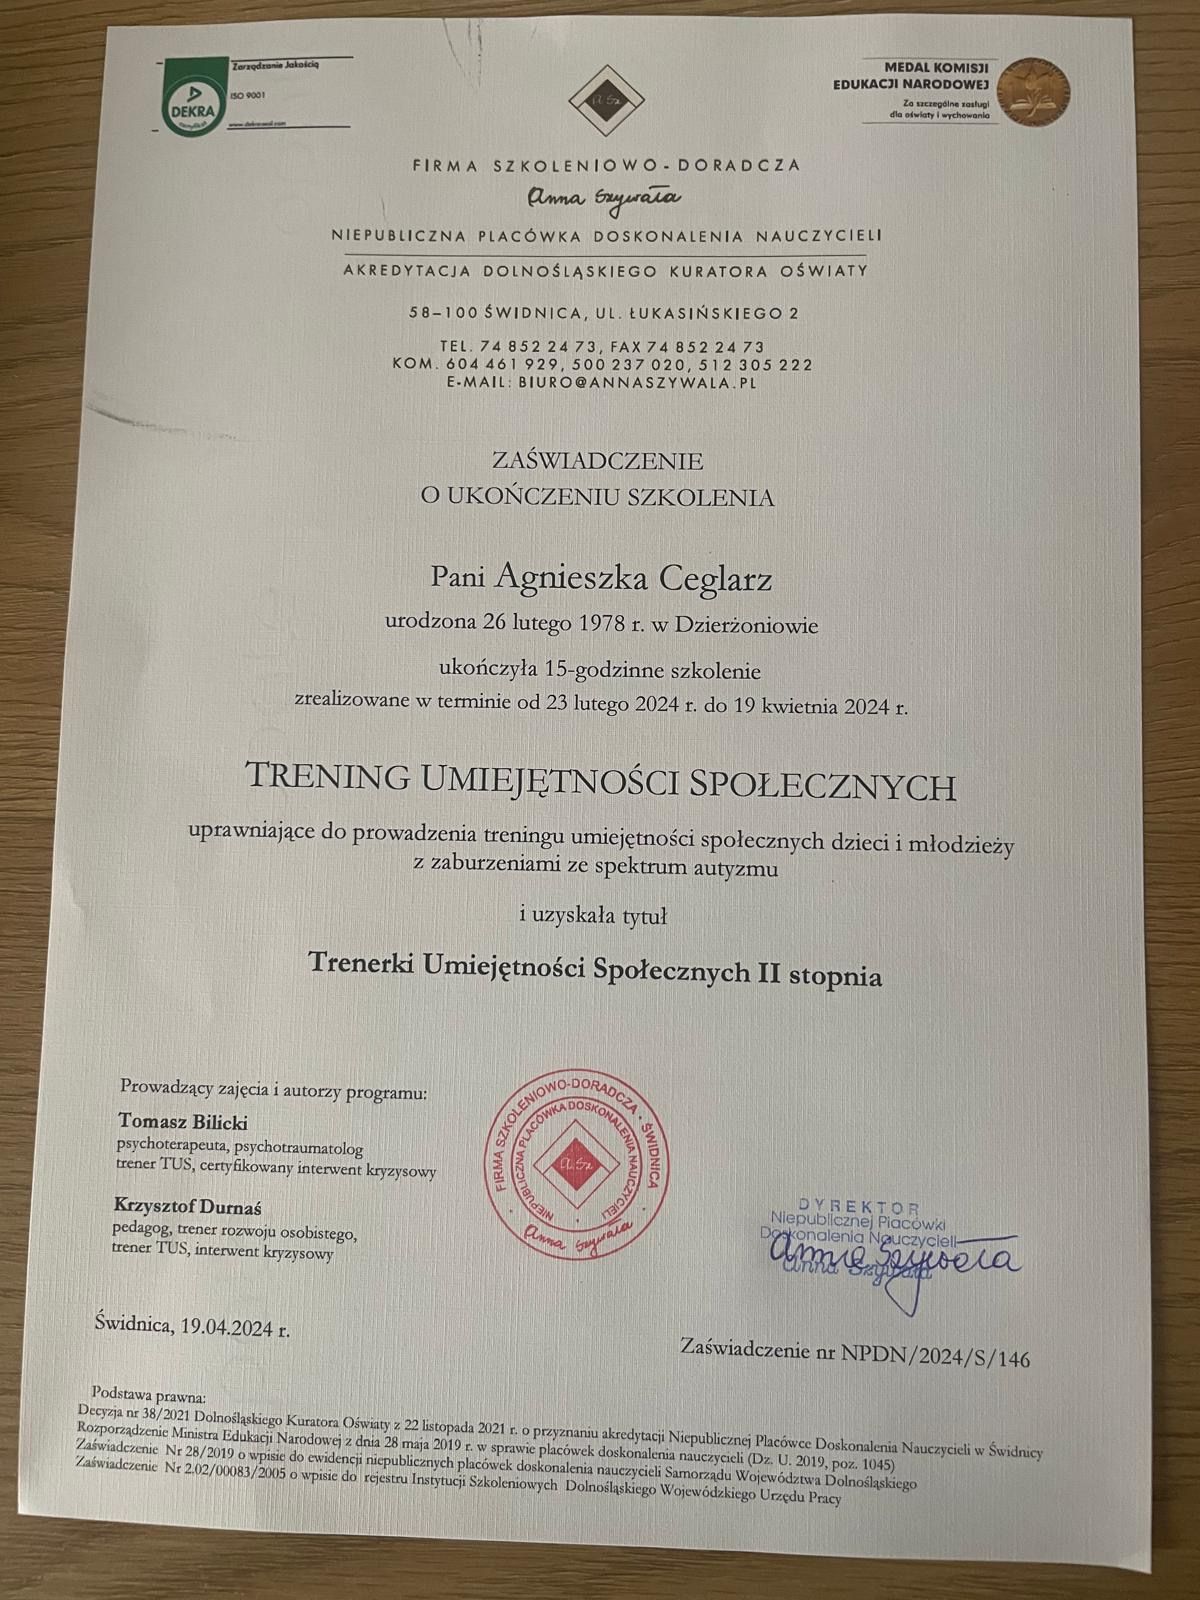 Zarządzanie Jakością
ISO 9001
DEKRA
certyfikat
MEDAL KOMISJI
EDUKACJI NARODOWEJ
Za szczególne zasługi
dla oświaty i wychowania
a. Sz
FIRMA SZKOLENIOWO-DORADCZA
Anna Szywała
NIEPUBLICZNA PLACÓWKA DOSKONALENIA NAUCZYCIELI
AKREDYTACJA DOLNOŚLĄSKIEGO KURATORA OŚWIATY
58–100 ŚWIDNICA, UL. ŁUKASIŃSKIEGO 2
TEL. 74 852 24 73, FAX 74 852 24 73
KOM. 604 461 929, 500 237 020, 512 305 222
E-MAIL: BIURO@ANNASZYWALA.PL
ZAŚWIADCZENIE
O UKOŃCZENIU SZKOLENIA
Pani Agnieszka Ceglarz
urodzona 26 lutego 1978 r. w Dzierżoniowie
ukończyła 15-godzinne szkolenie
zrealizowane w terminie od 23 lutego 2024 r. do 19 kwietnia 2024 r.
TRENING UMIEJĘTNOŚCI SPOŁECZNYCH
uprawniające do prowadzenia treningu umiejętności społecznych dzieci i młodzieży
z zaburzeniami ze spektrum autyzmu
i uzyskała tytuł
Trenerki Umiejętności Społecznych II stopnia
Prowadzący zajęcia i autorzy programu:
Tomasz Bilicki
psychoterapeuta, psychotraumatolog
trener TUS, certyfikowany interwent kryzysowy
Krzysztof Durnaś
pedagog, trener rozwoju osobistego,
trener TUS, interwent kryzysowy
FIRMA SZKOLENIOWO-DORADCZA • ŚWIDNICA
NIEPUBLICZNA PLACÓWKA DOSKONALENIA NAUCZYCIELI
a. Sz
Anna Szywała
DYREKTOR
Niepublicznej Placówki
Doskonalenia Nauczycieli
Anna Szywała
Anna Szywała
Świdnica, 19.04.2024 r.
Zaświadczenie nr NPDN/2024/S/146
Podstawa prawna:
Decyzja nr 38/2021 Dolnośląskiego Kuratora Oświaty z 22 listopada 2021 r. o przyznaniu akredytacji Niepublicznej Placówce Doskonalenia Nauczycieli w Świdnicy
Rozporządzenie Ministra Edukacji Narodowej z dnia 28 maja 2019 r. w sprawie placówek doskonalenia nauczycieli (Dz. U. 2019, poz. 1045)
Zaświadczenie Nr 28/2019 o wpisie do ewidencji niepublicznych placówek doskonalenia nauczycieli Samorządu Województwa Dolnośląskiego
Zaświadczenie Nr 2.02/00083/2005 o wpisie do rejestru Instytucji Szkoleniowych Dolnośląskiego Wojewódzkiego Urzędu Pracy